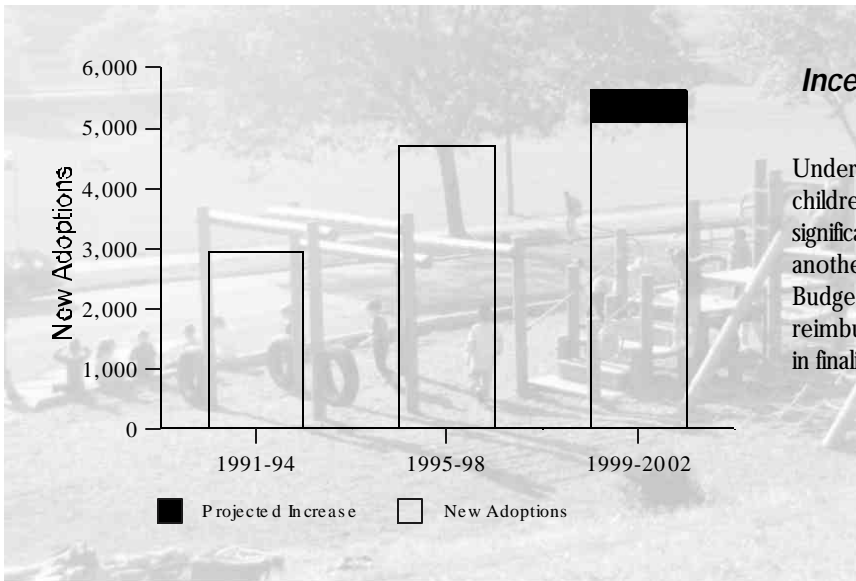 6,000
5,000
4,000
3,000
2,000
1,000
0
New Adoptions
1991-94
1995-98
1999-2002
Projected Increase
New Adoptions
Ince
Under
childre
significa
anothe
Budge
reimbu
in finali